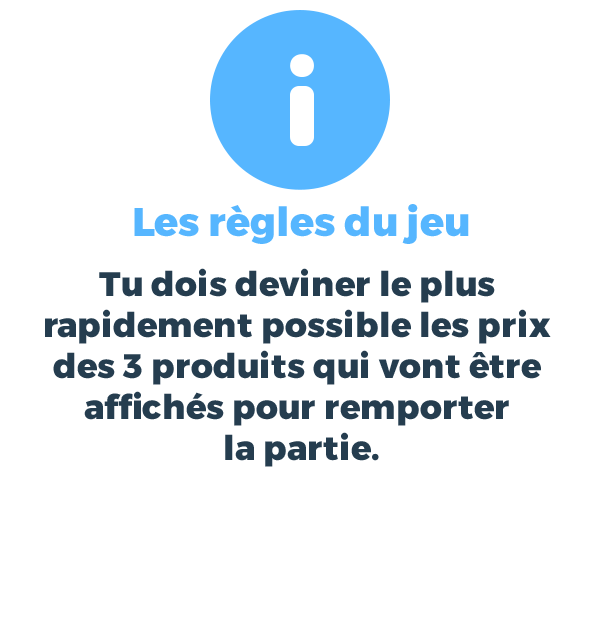 Les règles du jeu
Tu dois deviner le plus
rapidement possible les prix
des 3 produits qui vont être
affichés pour remporter
la partie.